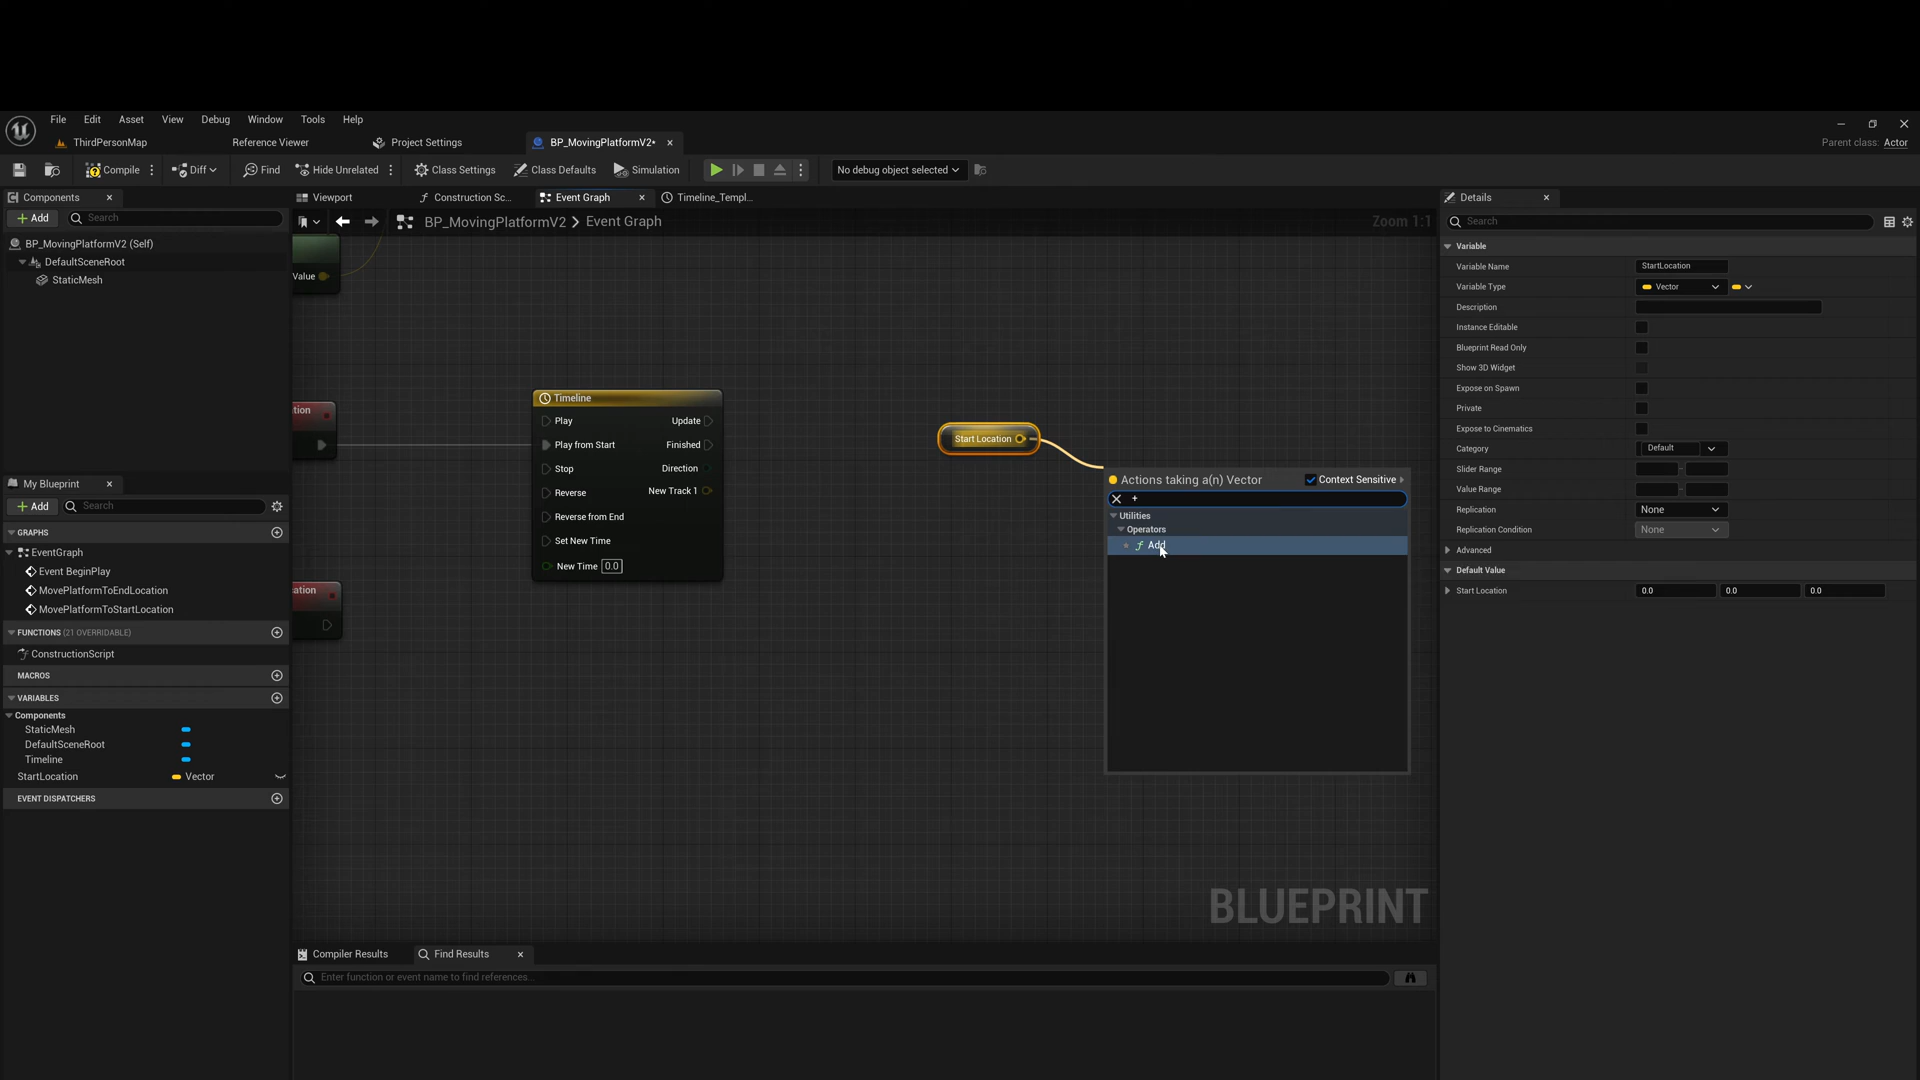 File Edit Asset View Debug Window Tools Help
ThirdPersonMap Reference Viewer Project Settings BP_MovingPlatformV2*
Parent class: Actor
Compile Diff Find Hide Unrelated Class Settings Class Defaults Simulation No debug object selected
Components
Add Search
BP_MovingPlatformV2 (Self)
DefaultSceneRoot
StaticMesh
My Blueprint
Add Search
GRAPHS
EventGraph
Event BeginPlay
MovePlatformToEndLocation
MovePlatformToStartLocation
FUNCTIONS (21 OVERRIDABLE)
ConstructionScript
MACROS
VARIABLES
Components
StaticMesh
DefaultSceneRoot
Timeline
StartLocation Vector
EVENT DISPATCHERS
Viewport Construction Sc... Event Graph Timeline_Templ...
BP_MovingPlatformV2 > Event Graph Zoom 1:1
Value
tion
cation
Timeline
Play Update
Play from Start Finished
Stop Direction
Reverse New Track 1
Reverse from End
Set New Time
New Time 0.0
Start Location
Actions taking a(n) Vector Context Sensitive
+
Utilities
Operators
Add
BLUEPRINT
Compiler Results Find Results
Enter function or event name to find references...
Details
Search
Variable
Variable Name StartLocation
Variable Type Vector
Description
Instance Editable
Blueprint Read Only
Show 3D Widget
Expose on Spawn
Private
Expose to Cinematics
Category Default
Slider Range
Value Range
Replication None
Replication Condition None
Advanced
Default Value
Start Location 0.0 0.0 0.0